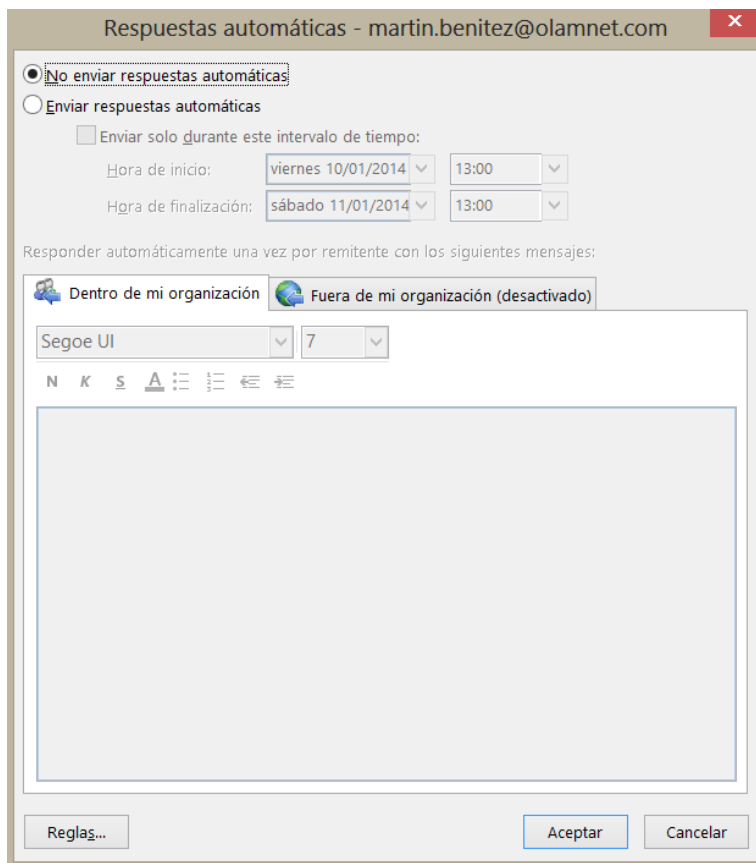 Respuestas automáticas - martin.benitez@olamnet.com
No enviar respuestas automáticas
Enviar respuestas automáticas
Enviar solo durante este intervalo de tiempo:
Hora de inicio: viernes 10/01/2014 13:00
Hora de finalización: sábado 11/01/2014 13:00
Responder automáticamente una vez por remitente con los siguientes mensajes:
Dentro de mi organización Fuera de mi organización (desactivado)
Segoe UI 7
N K S A
Reglas... Aceptar Cancelar